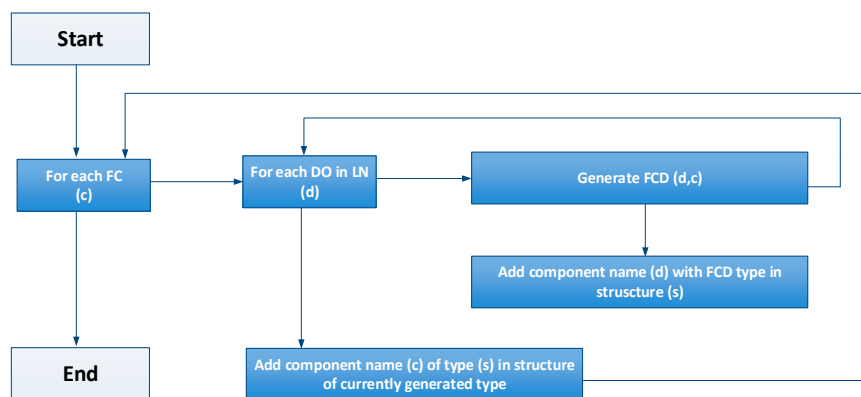 Start
For each FC
(c)
For each DO in LN
(d)
Generate FCD (d,c)
Add component name (d) with FCD type in
struscture (s)
End
Add component name (c) of type (s) in structure
of currently generated type